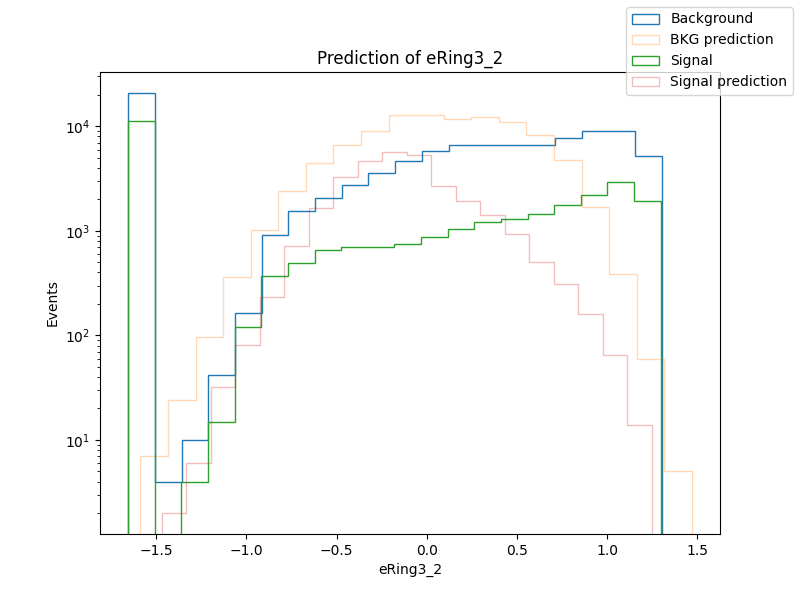 Prediction of eRing3_2
Background
BKG prediction
Signal
Signal prediction
Events
10⁴
10³
10²
10¹
−1.5
−1.0
−0.5
0.0
0.5
1.0
1.5
eRing3_2